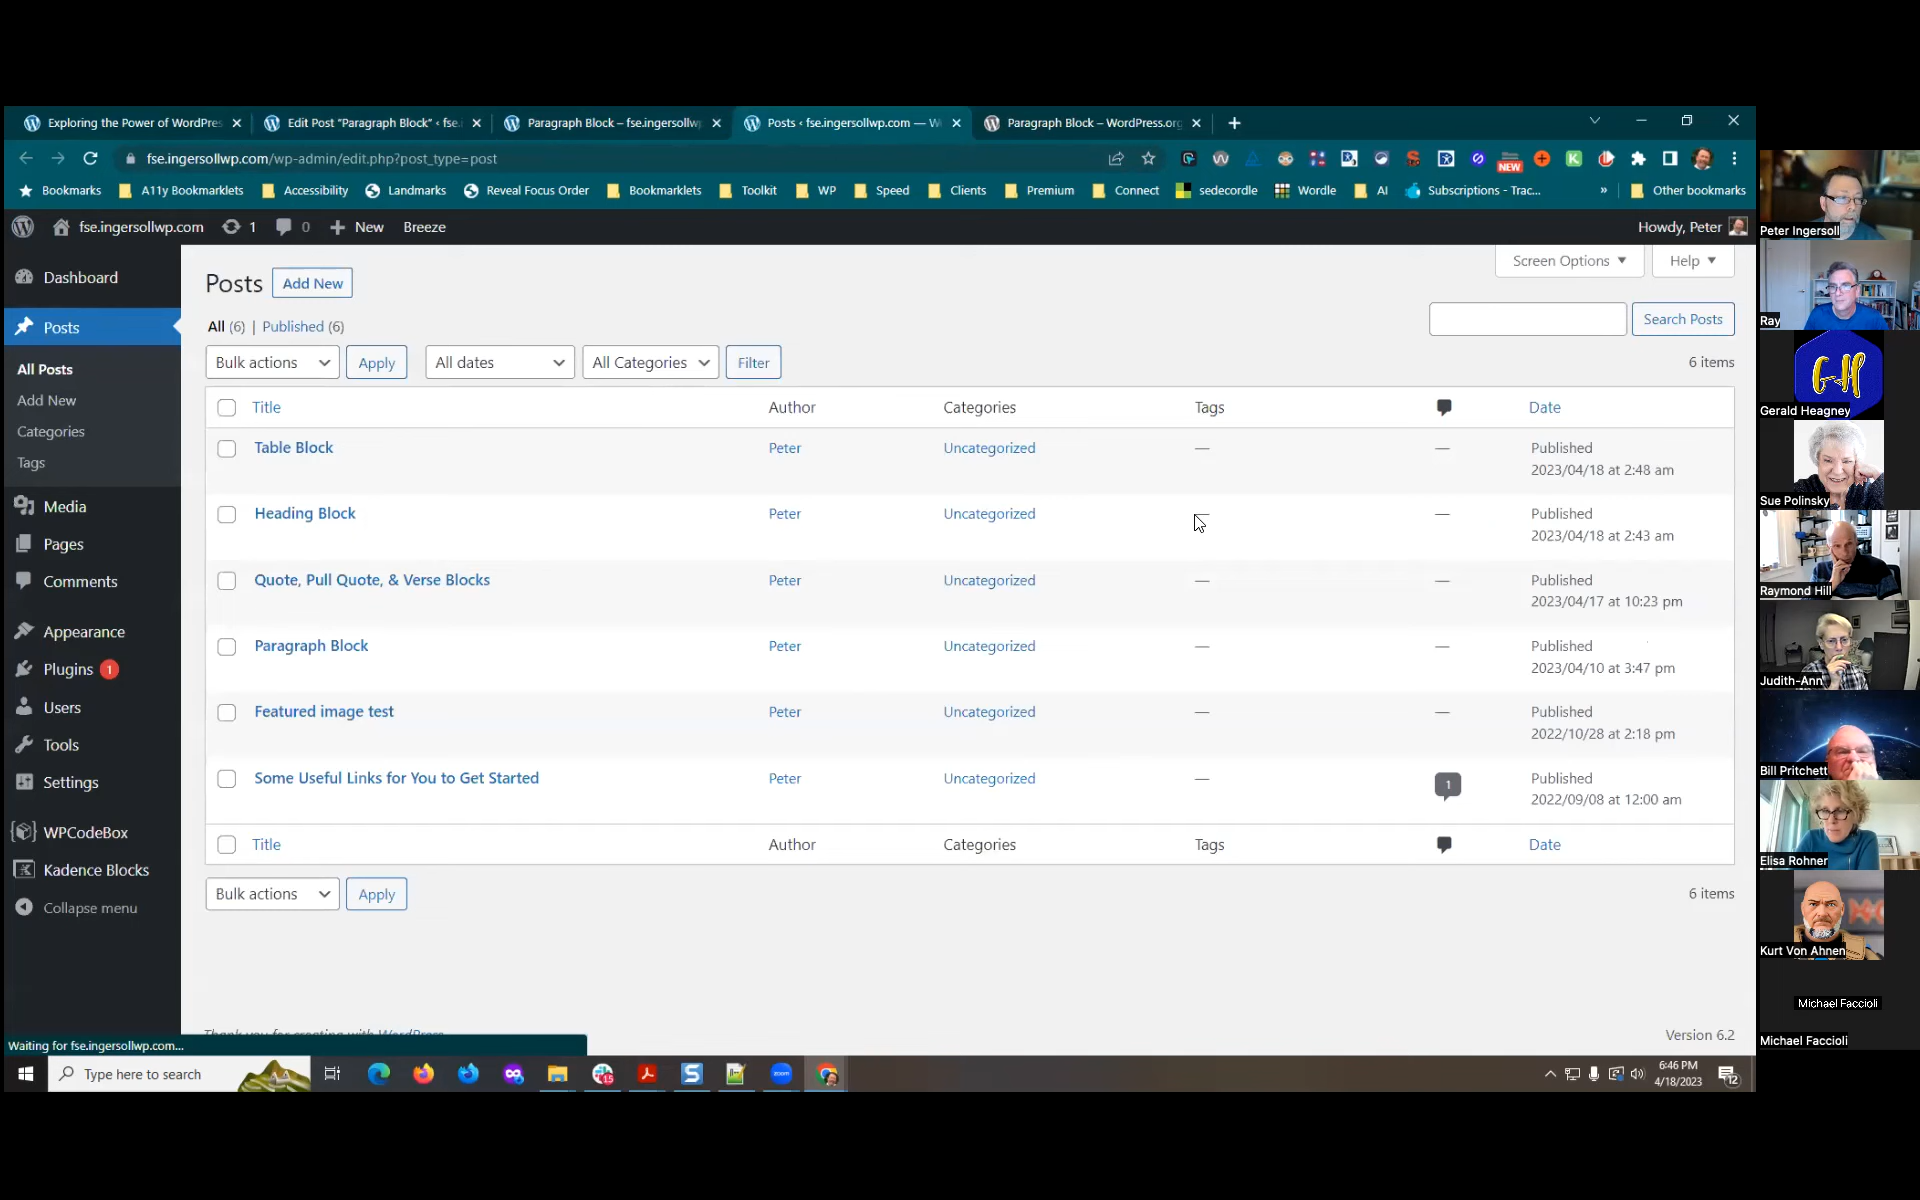 Exploring the Power of WordPres
Edit Post "Paragraph Block" ‹ fse.
Paragraph Block – fse.ingersollw
Posts ‹ fse.ingersollwp.com — W
Paragraph Block – WordPress.org
fse.ingersollwp.com/wp-admin/edit.php?post_type=post
NEW
Bookmarks
A11y Bookmarklets
Accessibility
Landmarks
Reveal Focus Order
Bookmarklets
Toolkit
WP
Speed
Clients
Premium
Connect
sedecordle
Wordle
AI
Subscriptions - Trac...
»
Other bookmarks
fse.ingersollwp.com
1
0
New
Breeze
Howdy, Peter
Dashboard
Posts
All Posts
Add New
Categories
Tags
Media
Pages
Comments
Appearance
Plugins 1
Users
Tools
Settings
WPCodeBox
Kadence Blocks
Collapse menu
Posts Add New
Screen Options
Help
All (6) | Published (6)
Search Posts
Bulk actions
Apply
All dates
All Categories
Filter
6 items
Title Author Categories Tags Date
Table Block Peter Uncategorized — — Published
2023/04/18 at 2:48 am
Heading Block Peter Uncategorized — — Published
2023/04/18 at 2:43 am
Quote, Pull Quote, & Verse Blocks Peter Uncategorized — — Published
2023/04/17 at 10:23 pm
Paragraph Block Peter Uncategorized — — Published
2023/04/10 at 3:47 pm
Featured image test Peter Uncategorized — — Published
2022/10/28 at 2:18 pm
Some Useful Links for You to Get Started Peter Uncategorized — 1 Published
2022/09/08 at 12:00 am
Title Author Categories Tags Date
Bulk actions
Apply
6 items
Thank you for creating with WordPress
Version 6.2
Waiting for fse.ingersollwp.com...
Type here to search
15
zoom
6:46 PM
4/18/2023
12
Peter Ingersoll
Ray
GH
Gerald Heagney
Sue Polinsky
Raymond Hill
Judith-Ann
Bill Pritchett
Elisa Rohner
Kurt Von Ahnen
Michael Faccioli
Michael Faccioli